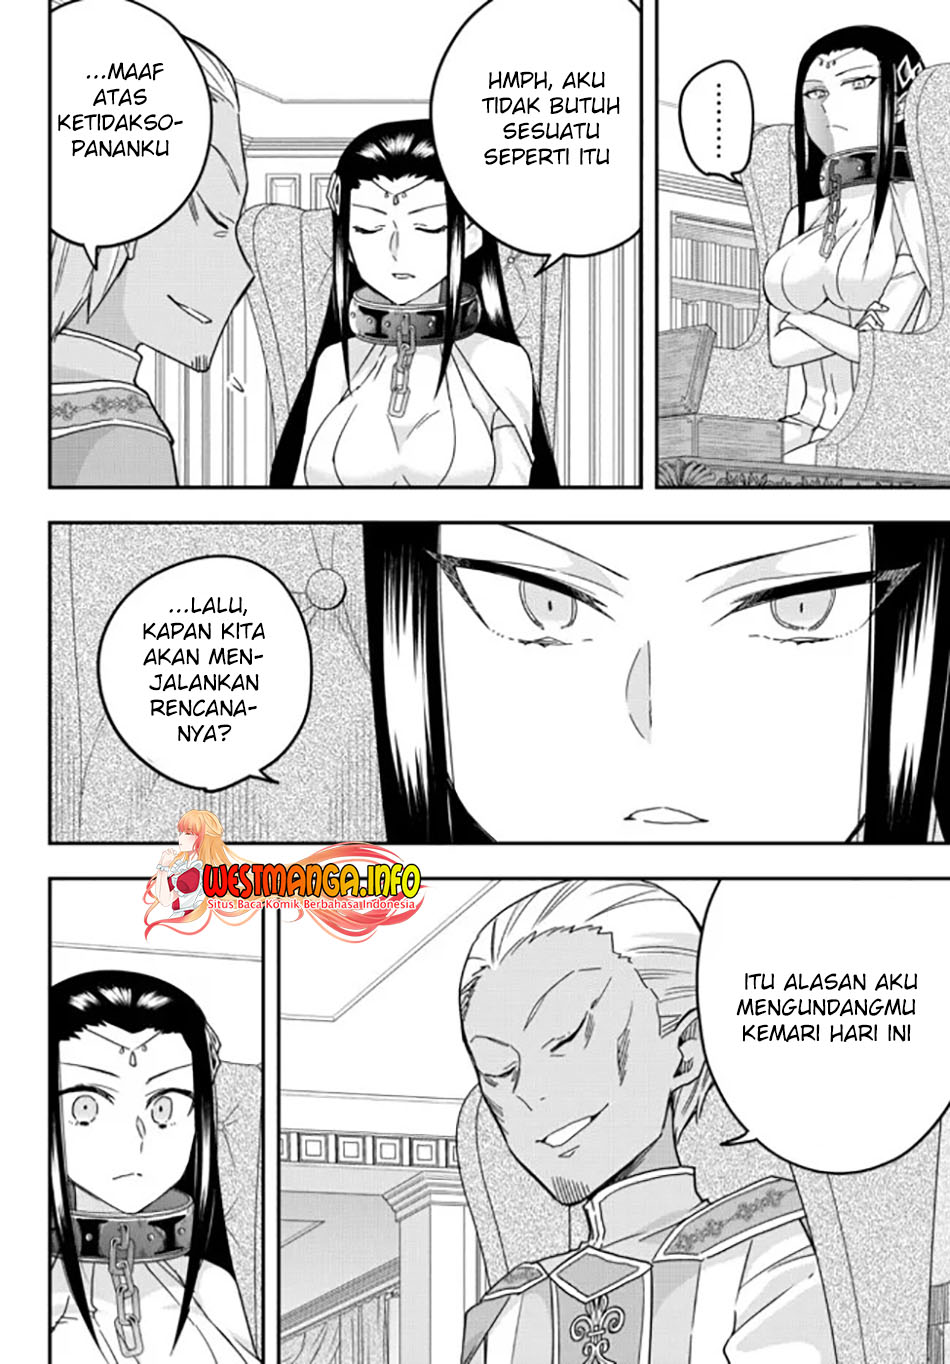 .......
HMPH, AKU
TIDAK BUTUH
SESUATU
SEPERTI ITU
...MAAF
ATAS
KETIDAKSO-
PANANKU
...LALU,
KAPAN KITA
AKAN MEN-
JALANKAN
RENCANA-
NYA?
WESTMANGA.INFO
Situs Baca Komik Berbahasa Indonesia
ITU ALASAN AKU
MENGUNDANGMU
KEMARI HARI INI